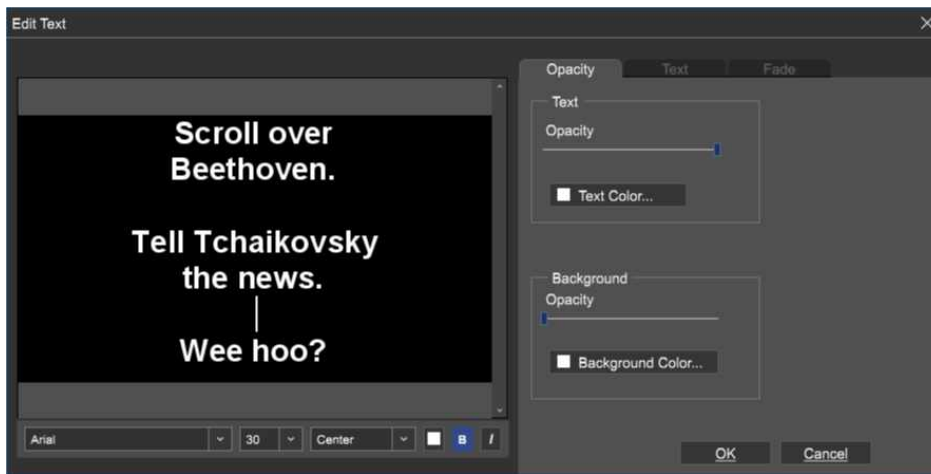 Edit Text
Opacity
Text
Fade
Scroll over
Beethoven.
Tell Tchaikovsky
the news.
Wee hoo?
Text
Opacity
Text Color...
Background
Opacity
Background Color...
Arial
30
Center
B
I
OK
Cancel